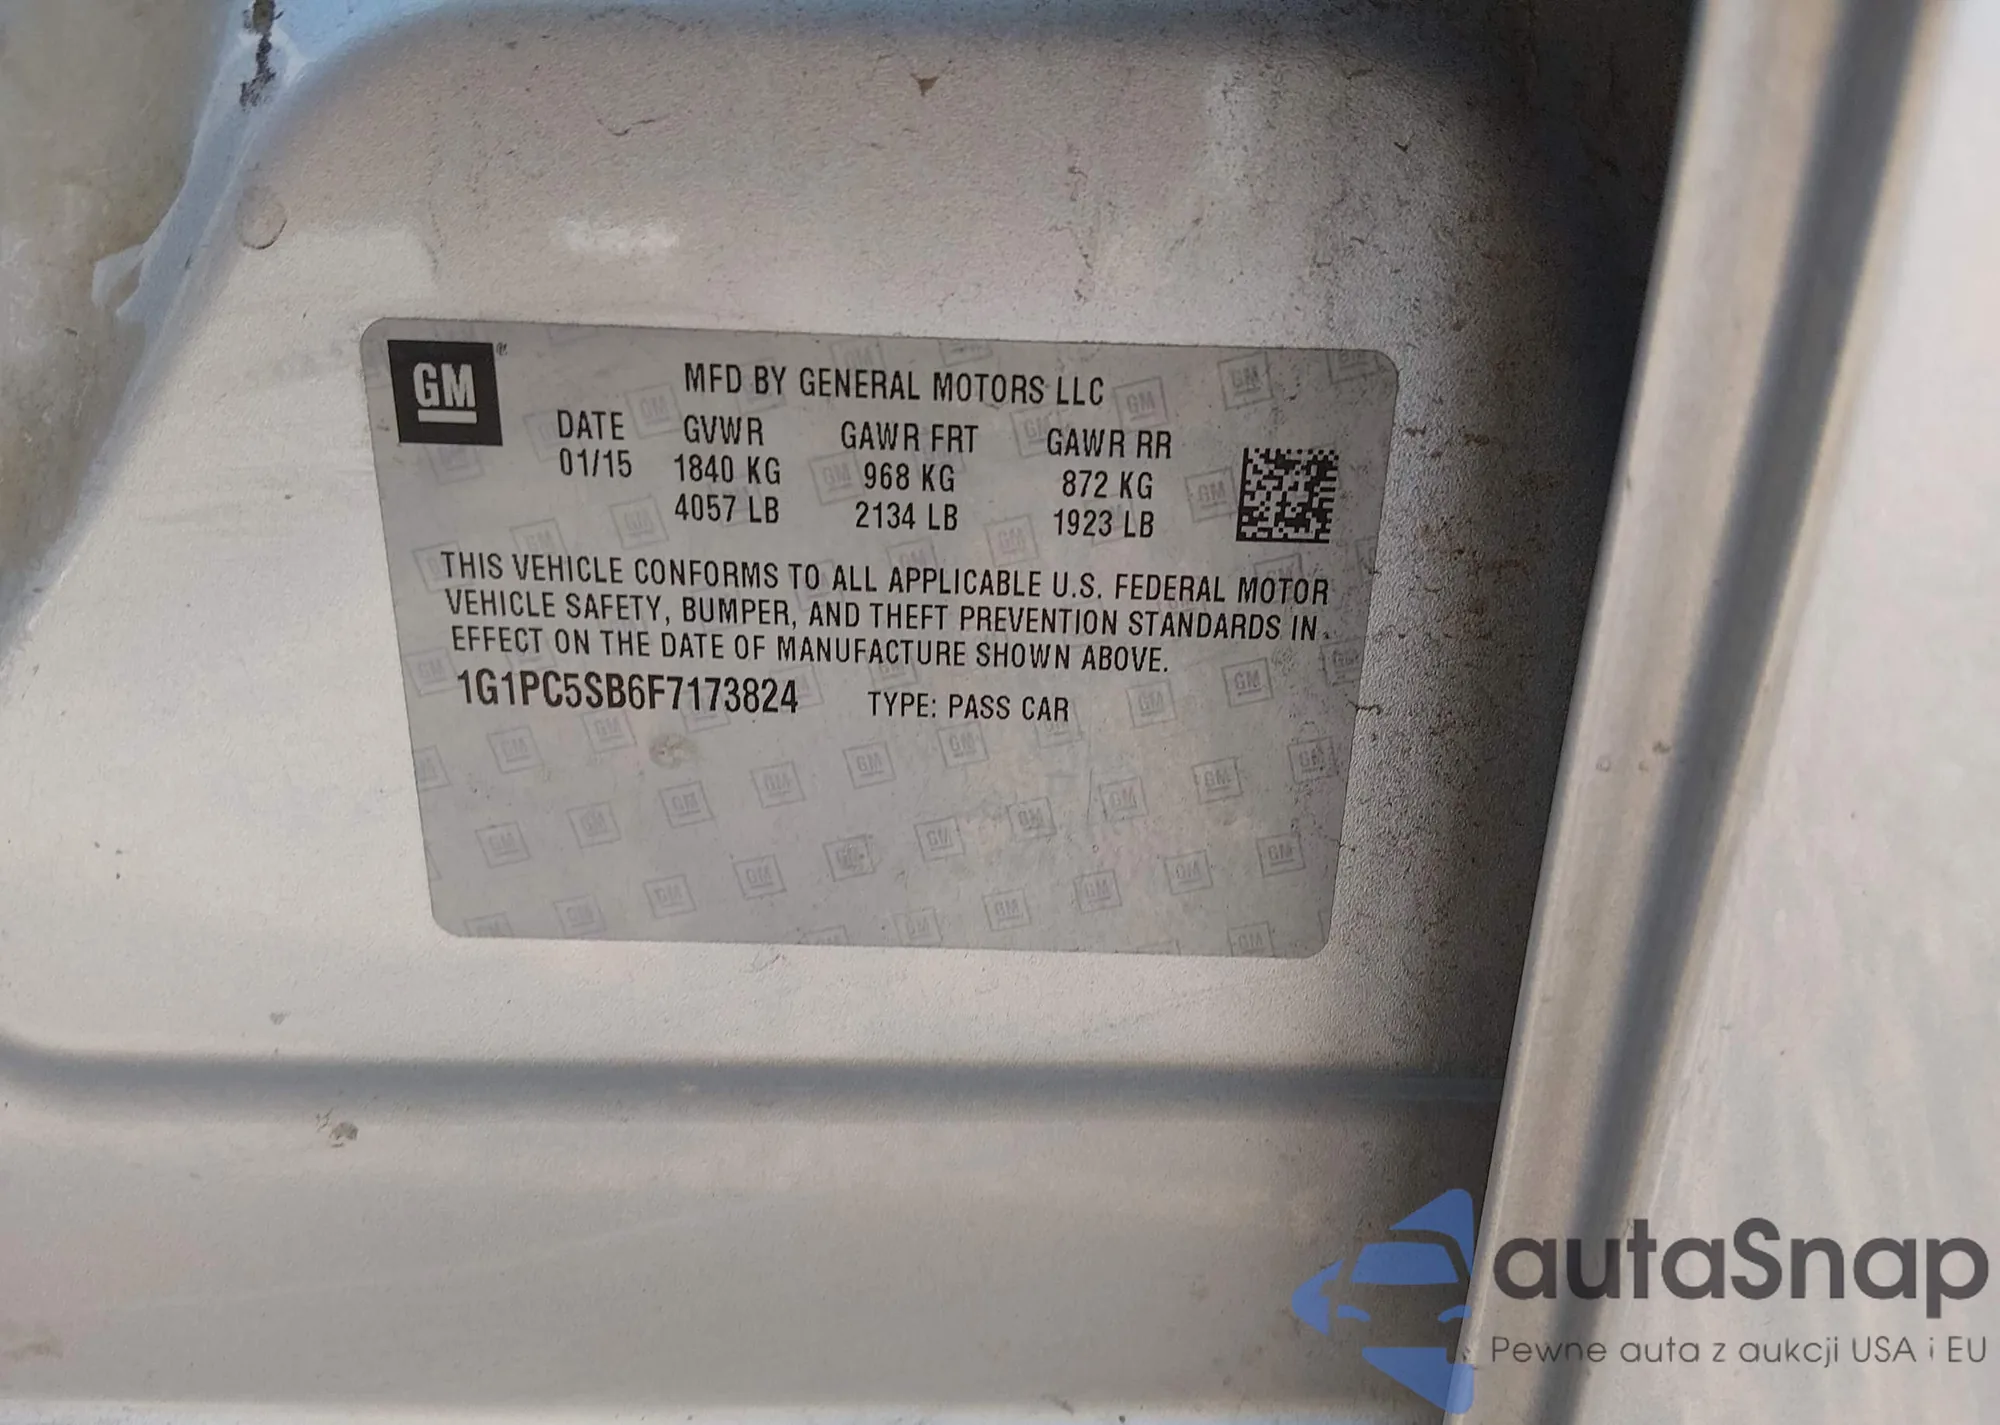 GM
MFD BY GENERAL MOTORS LLC
DATE GVWR GAWR FRT GAWR RR
01/15 1840 KG 968 KG 872 KG
4057 LB 2134 LB 1923 LB
THIS VEHICLE CONFORMS TO ALL APPLICABLE U.S. FEDERAL MOTOR
VEHICLE SAFETY, BUMPER, AND THEFT PREVENTION STANDARDS IN
EFFECT ON THE DATE OF MANUFACTURE SHOWN ABOVE.
1G1PC5SB6F7173824 TYPE: PASS CAR
autaSnap
Pewne auta z aukcji USA i EU